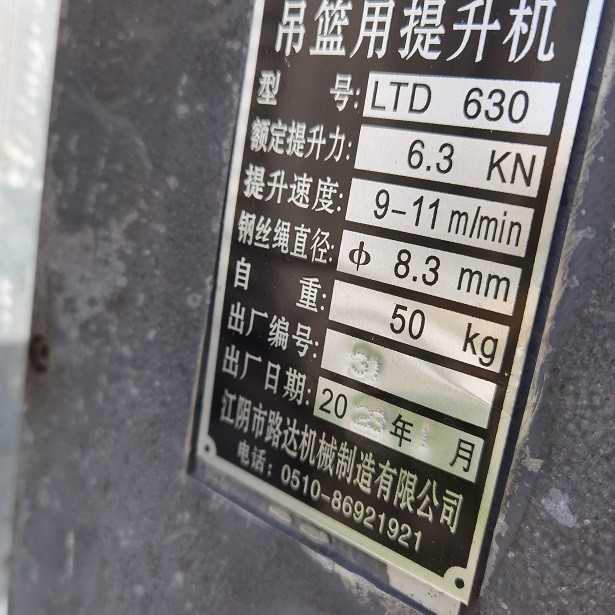 吊篮用提升机
型 号: LTD 630
额定提升力: 6.3 KN
提升速度: 9-11m/min
钢丝绳直径: ф 8.3 mm
自 重: 50 kg
出厂编号:
出厂日期: 20 年 月
江阴市路达机械制造有限公司
电话: 0510-86921921